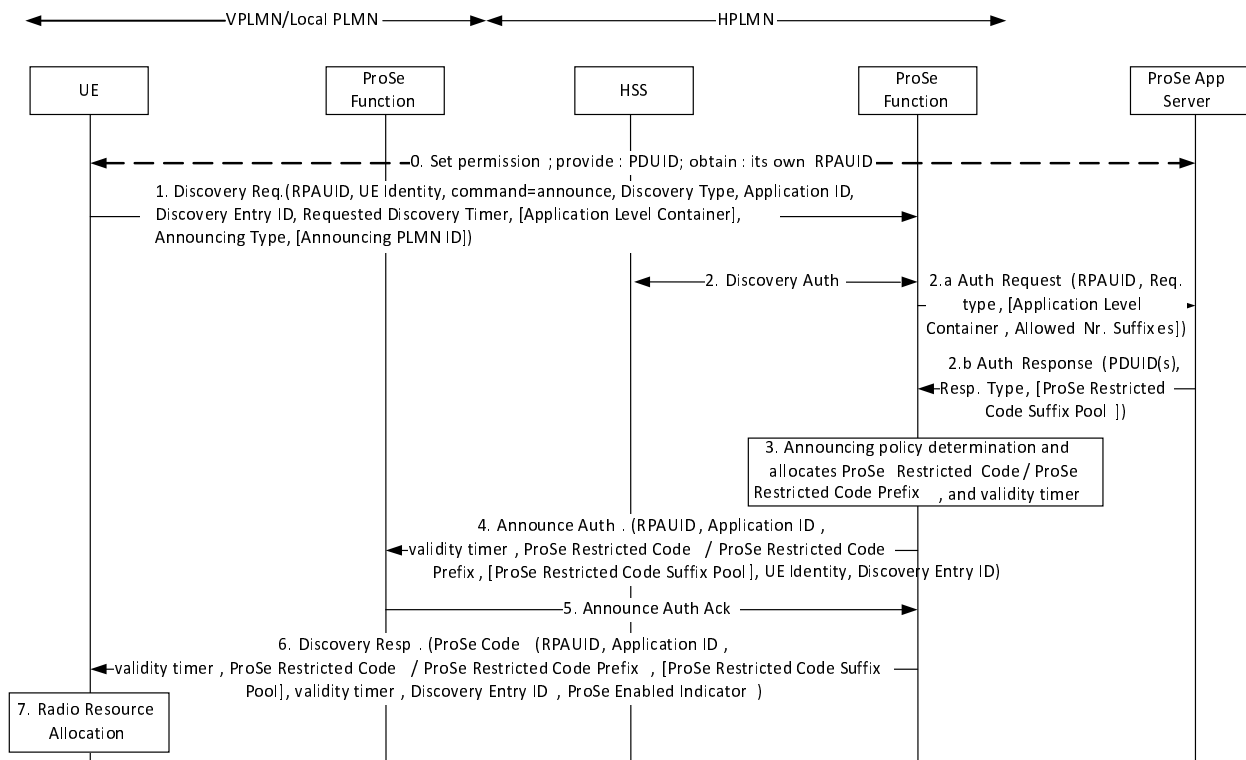 VPLMN/Local PLMN
HPLMN
UE
ProSe
Function
HSS
ProSe
Function
ProSe App
Server
0. Set permission ; provide : PDUID; obtain : its own RPAUID
1. Discovery Req.(RPAUID, UE Identity, command=announce, Discovery Type, Application ID,
Discovery Entry ID, Requested Discovery Timer, [Application Level Container],
Announcing Type, [Announcing PLMN ID])
2. Discovery Auth
2.a Auth Request (RPAUID, Req.
type, [Application Level
Container, Allowed Nr. Suffixes])
2.b Auth Response (PDUID(s),
Resp. Type, [ProSe Restricted
Code Suffix Pool ])
3. Announcing policy determination and
allocates ProSe Restricted Code/ ProSe
Restricted Code Prefix , and validity timer
4. Announce Auth . (RPAUID, Application ID ,
validity timer , ProSe Restricted Code / ProSe Restricted Code
Prefix , [ProSe Restricted Code Suffix Pool], UE Identity, Discovery Entry ID)
5. Announce Auth Ack
6. Discovery Resp . (ProSe Code (RPAUID, Application ID ,
validity timer , ProSe Restricted Code / ProSe Restricted Code Prefix , [ProSe Restricted Code Suffix
Pool], validity timer , Discovery Entry ID , ProSe Enabled Indicator )
7. Radio Resource
Allocation